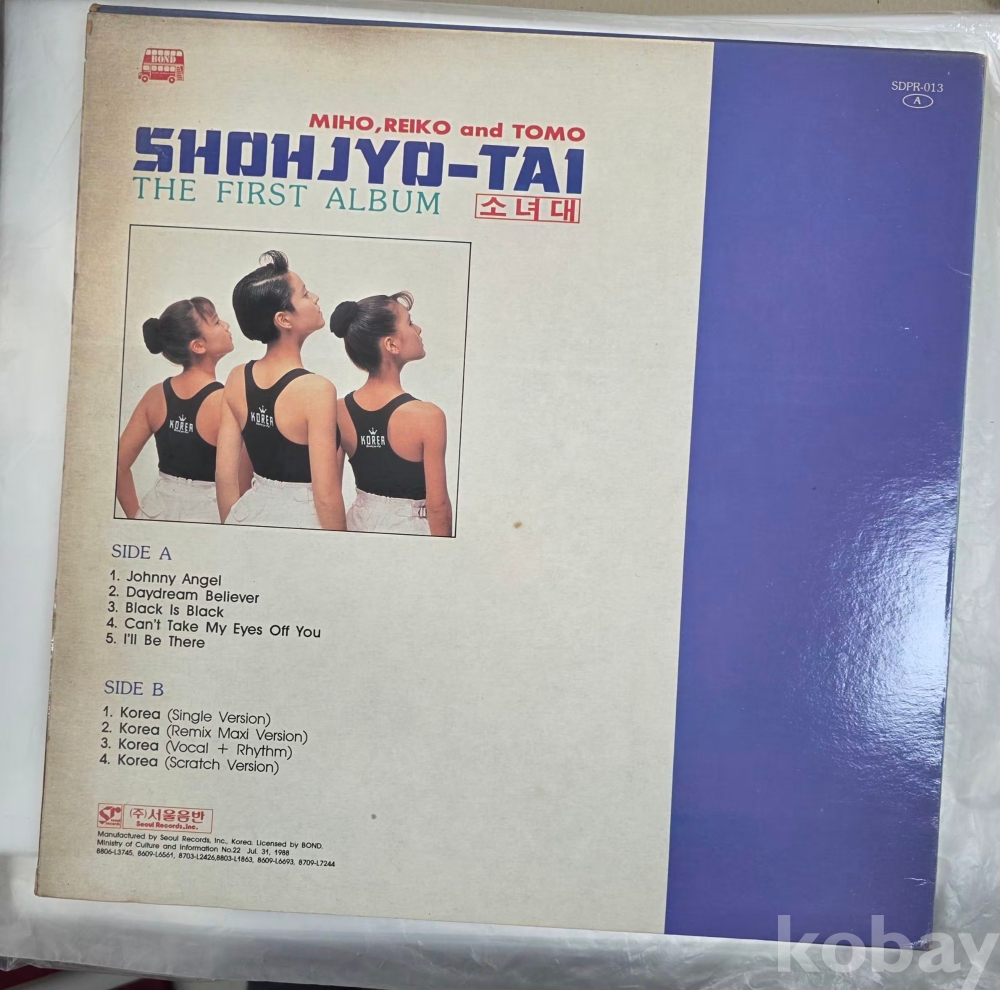 BOND
SDPR-013
A
MIHO, REIKO and TOMO
SHOHJYO-TAI
THE FIRST ALBUM
소녀대
KOREA
KOREA
KOREA
SIDE A
1. Johnny Angel
2. Daydream Believer
3. Black Is Black
4. Can't Take My Eyes Off You
5. I'll Be There
SIDE B
1. Korea (Single Version)
2. Korea (Remix Maxi Version)
3. Korea (Vocal + Rhythm)
4. Korea (Scratch Version)
(주)서울음반
Seoul Records, Inc.
Manufactured by Seoul Records, Inc., Korea. Licensed by BOND.
Ministry of Culture and Information No.22 Jul. 31, 1988
8806-L3745, 8609-L6561, 8703-L2426,8803-L1863, 8609-L6693, 8709-L7244
kobay